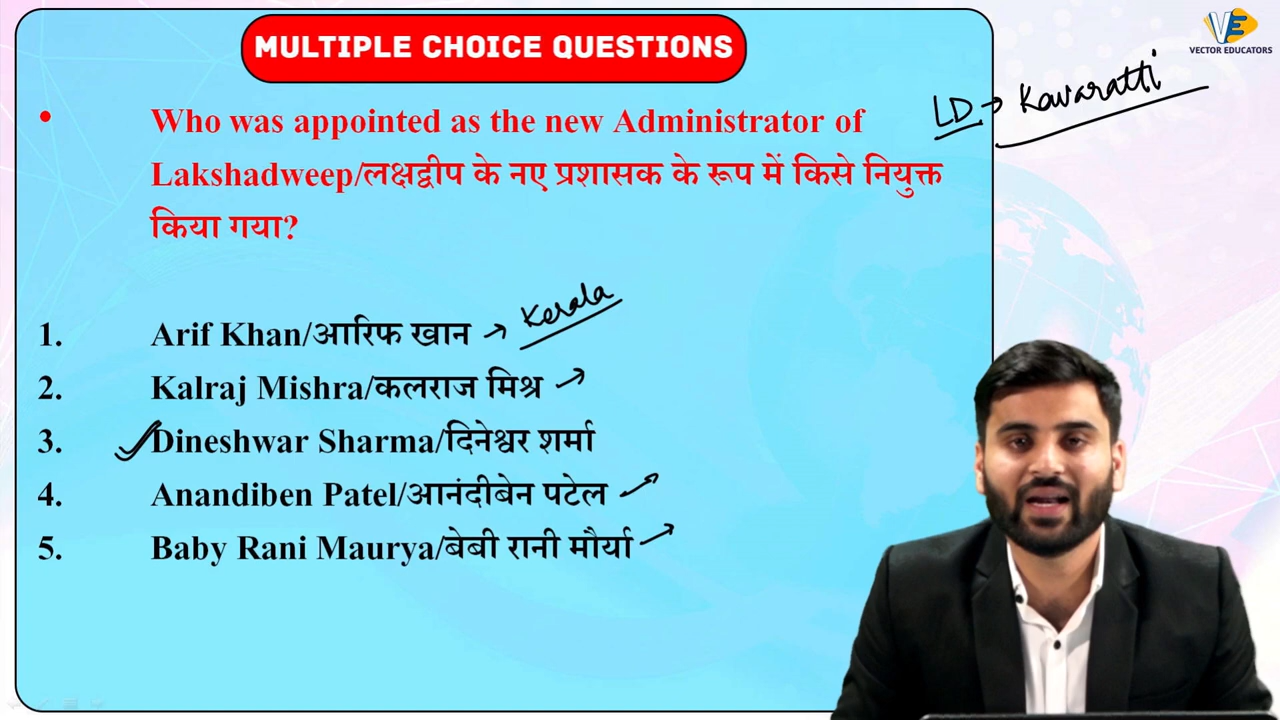 MULTIPLE CHOICE QUESTIONS
VECTOR EDUCATORS
LD → Kavaratti
• Who was appointed as the new Administrator of
Lakshadweep/लक्षद्वीप के नए प्रशासक के रूप में किसे नियुक्त
किया गया?
1. Arif Khan/आरिफ खान → Kerala
2. Kalraj Mishra/कलराज मिश्र →
3. Dineshwar Sharma/दिनेश्वर शर्मा
4. Anandiben Patel/आनंदीबेन पटेल →
5. Baby Rani Maurya/बेबी रानी मौर्या →